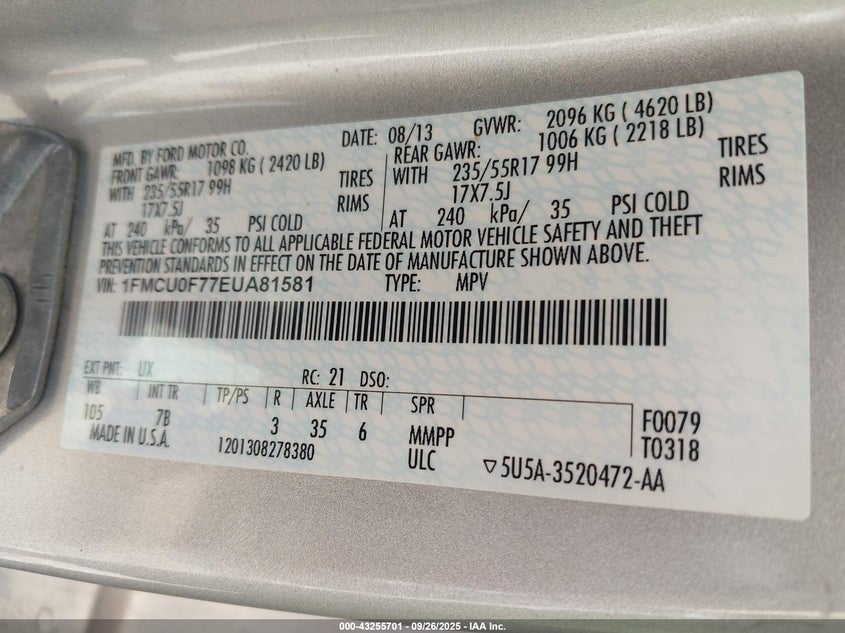 MFD. BY FORD MOTOR CO.
DATE: 08/13 GVWR: 2096 KG ( 4620 LB)
FRONT GAWR: 1098 KG ( 2420 LB)
WITH 235/55R17 99H TIRES
17X7.5J RIMS
AT 240 kPa/ 35 PSI COLD
REAR GAWR: 1006 KG ( 2218 LB)
WITH 235/55R17 99H TIRES
17X7.5J RIMS
AT 240 kPa/ 35 PSI COLD
THIS VEHICLE CONFORMS TO ALL APPLICABLE FEDERAL MOTOR VEHICLE SAFETY AND THEFT
PREVENTION STANDARDS IN EFFECT ON THE DATE OF MANUFACTURE SHOWN ABOVE.
VIN: 1FMCU0F77EUA81581 TYPE: MPV
EXT PNT: UX RC: 21 DSO:
WB INT TR TP/PS R AXLE TR SPR
105 7B 3 35 6 MMPP
F0079
T0318
MADE IN U.S.A. 1201308278380 ULC
▽5U5A-3520472-AA
000-43255701 - 09/26/2025 - IAA Inc.